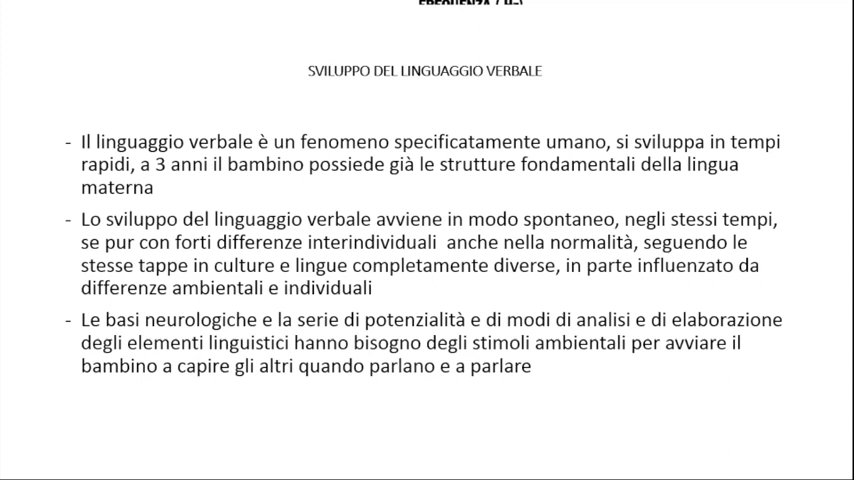 FREQUENZA ( Hz)
SVILUPPO DEL LINGUAGGIO VERBALE
- Il linguaggio verbale è un fenomeno specificatamente umano, si sviluppa in tempi
rapidi, a 3 anni il bambino possiede già le strutture fondamentali della lingua
materna
- Lo sviluppo del linguaggio verbale avviene in modo spontaneo, negli stessi tempi,
se pur con forti differenze interindividuali anche nella normalità, seguendo le
stesse tappe in culture e lingue completamente diverse, in parte influenzato da
differenze ambientali e individuali
- Le basi neurologiche e la serie di potenzialità e di modi di analisi e di elaborazione
degli elementi linguistici hanno bisogno degli stimoli ambientali per avviare il
bambino a capire gli altri quando parlano e a parlare